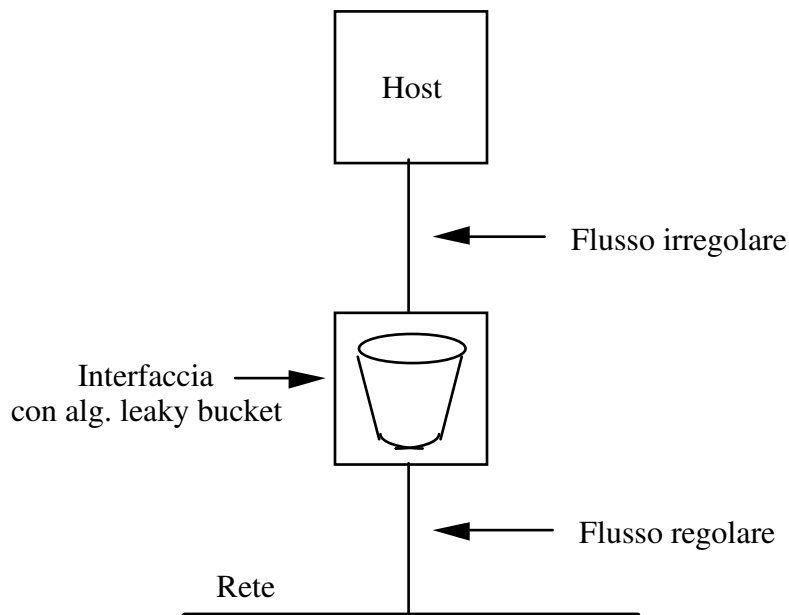 Host
Flusso irregolare
Interfaccia
con alg. leaky bucket
Flusso regolare
Rete